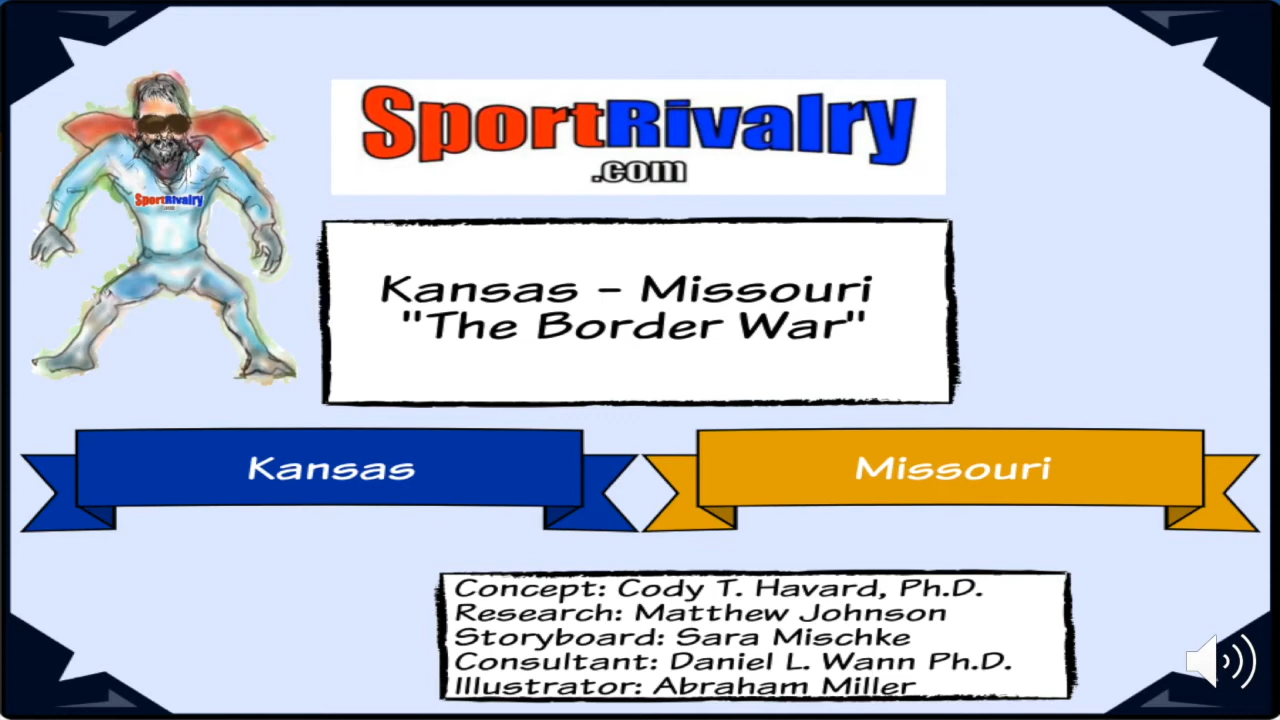 SportRivalry
.com
SportRivalry
Kansas - Missouri
"The Border War"
Kansas
Missouri
Concept: Cody T. Havard, Ph.D.
Research: Matthew Johnson
Storyboard: Sara Mischke
Consultant: Daniel L. Wann Ph.D.
Illustrator: Abraham Miller